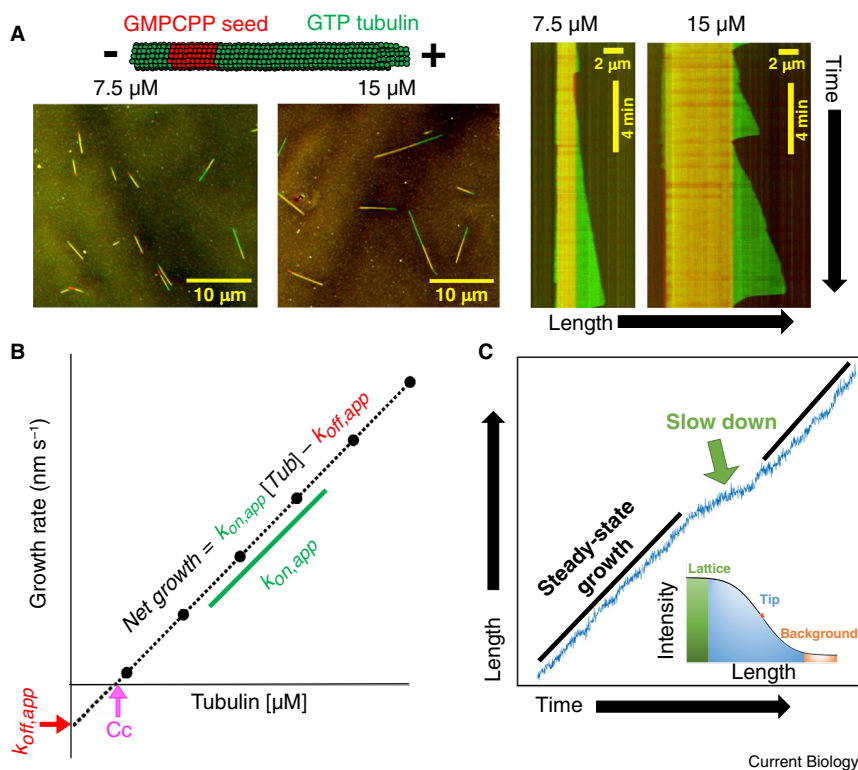 A
GMPCPP seed
GTP tubulin
-
+
7.5 µM
15 µM
10 µm
10 µm
7.5 µM
15 µM
2 µm
4 min
2 µm
4 min
Time
Length
B
Growth rate (nm s⁻¹)
Net growth = kon,app [Tub] – koff,app
kon,app
Tubulin [µM]
koff,app
Cc
C
Slow down
Steady-state
growth
Lattice
Tip
Background
Intensity
Length
Length
Time
Current Biology